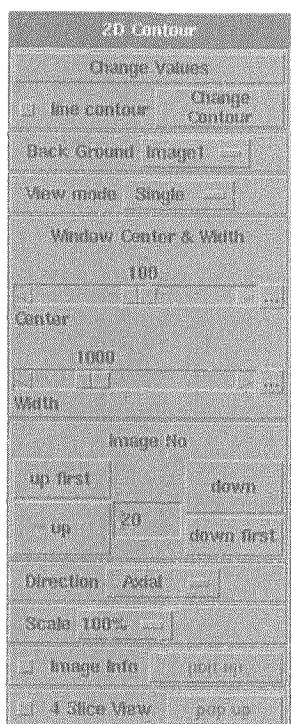 2D Contour
Change Values
line contour
Change
Contour
Back Ground Image1
View mode Single
Window Center & Width
100
...
Center
1000
...
Width
Image No
up first
down
up
20
down first
Direction Axial
Scale 100%
Image Info pop up
4 Slice View pop up